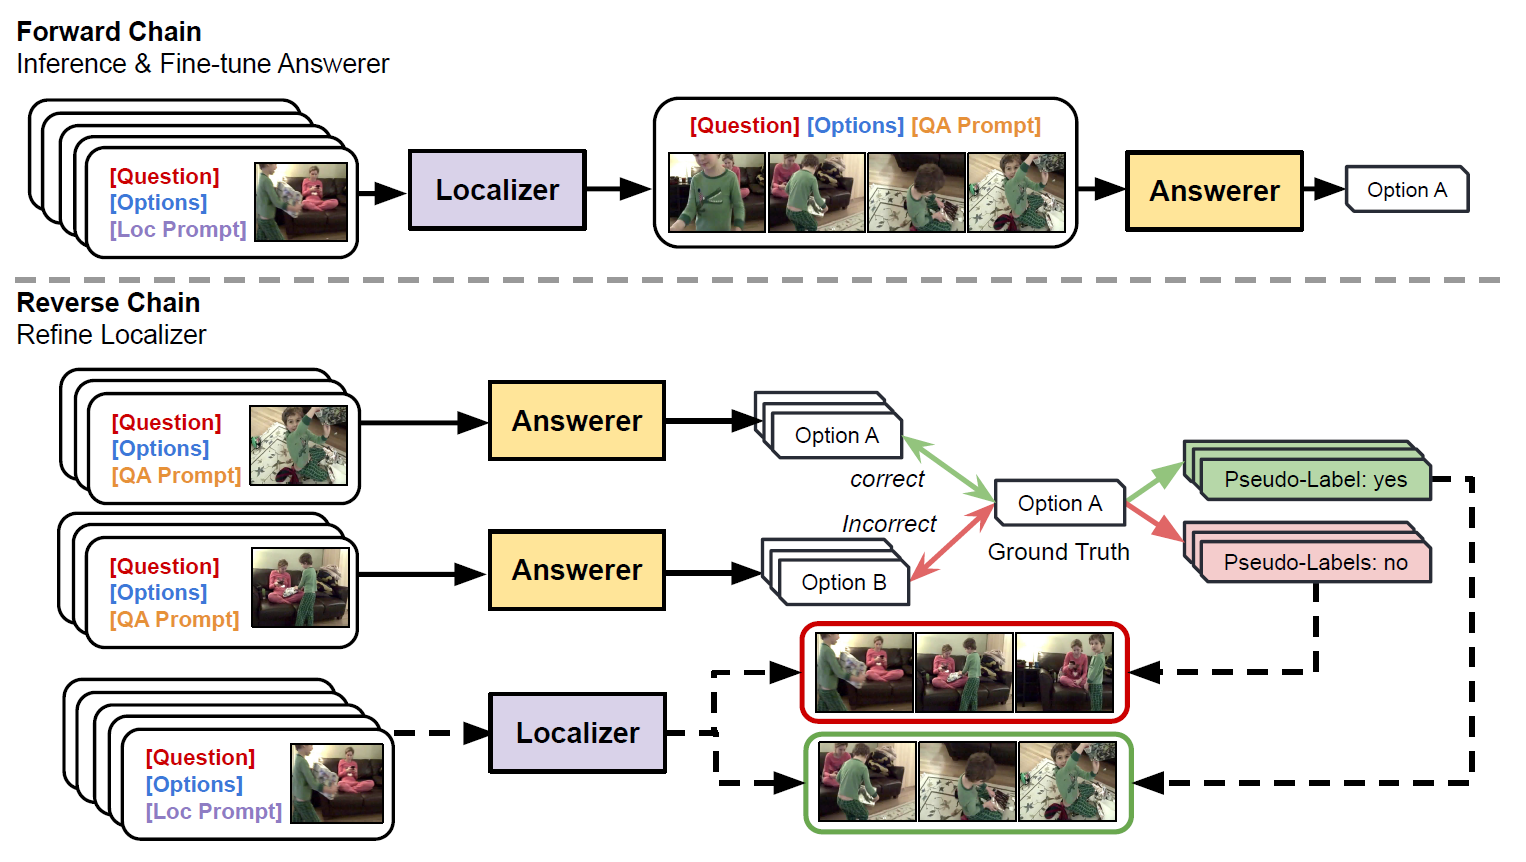 Forward Chain
Inference & Fine-tune Answerer
[Question]
[Options]
[Loc Prompt]
Localizer
[Question] [Options] [QA Prompt]
Answerer
Option A
Reverse Chain
Refine Localizer
[Question]
[Options]
[QA Prompt]
Answerer
Option A
correct
Incorrect
Option A
Ground Truth
Pseudo-Label: yes
Pseudo-Labels: no
[Question]
[Options]
[QA Prompt]
Answerer
Option B
[Question]
[Options]
[Loc Prompt]
Localizer